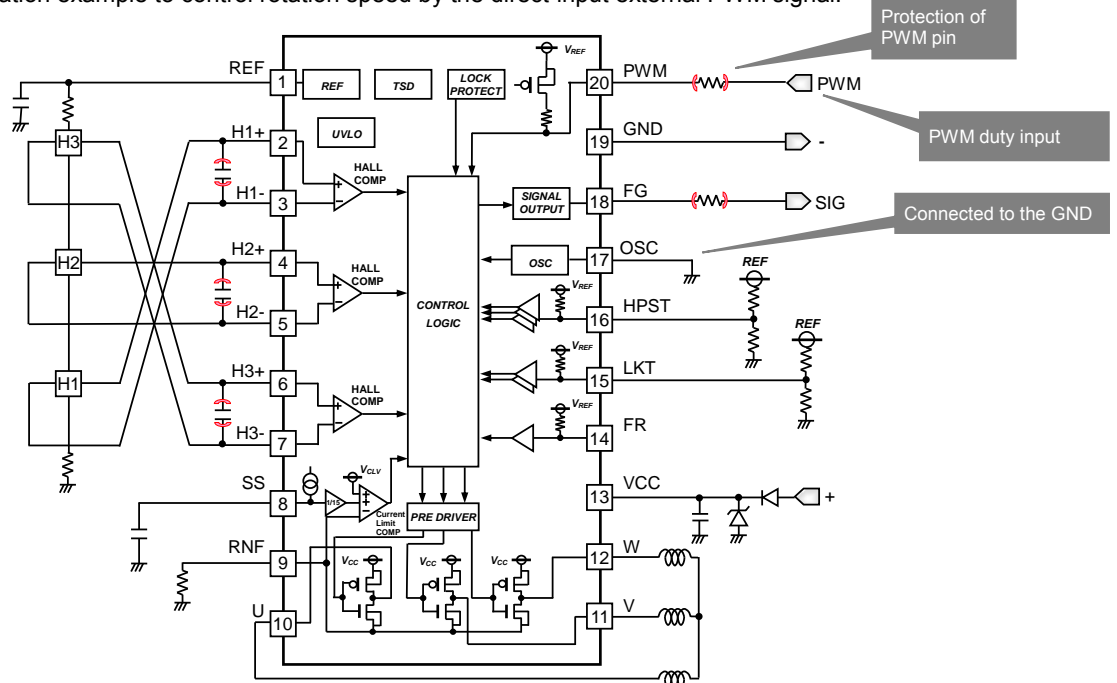 ation example to control rotation speed by the direct input external PWM signal.
Protection of
PWM pin
PWM duty input
Connected to the GND
REF
1
REF
TSD
LOCK
PROTECT
VREF
20
PWM
PWM
UVLO
H1+
2
H1-
3
HALL
COMP
19
GND
-
SIGNAL
OUTPUT
18
FG
SIG
H3
H2
H1
H2+
4
H2-
5
HALL
COMP
CONTROL
LOGIC
OSC
17
OSC
REF
VREF
16
HPST
REF
VREF
15
LKT
H3+
6
H3-
7
HALL
COMP
VREF
14
FR
SS
8
1/15
VCLV
Current
Limit
COMP
PRE DRIVER
13
VCC
+
RNF
9
VCC
VCC
VCC
12
W
U
10
11
V